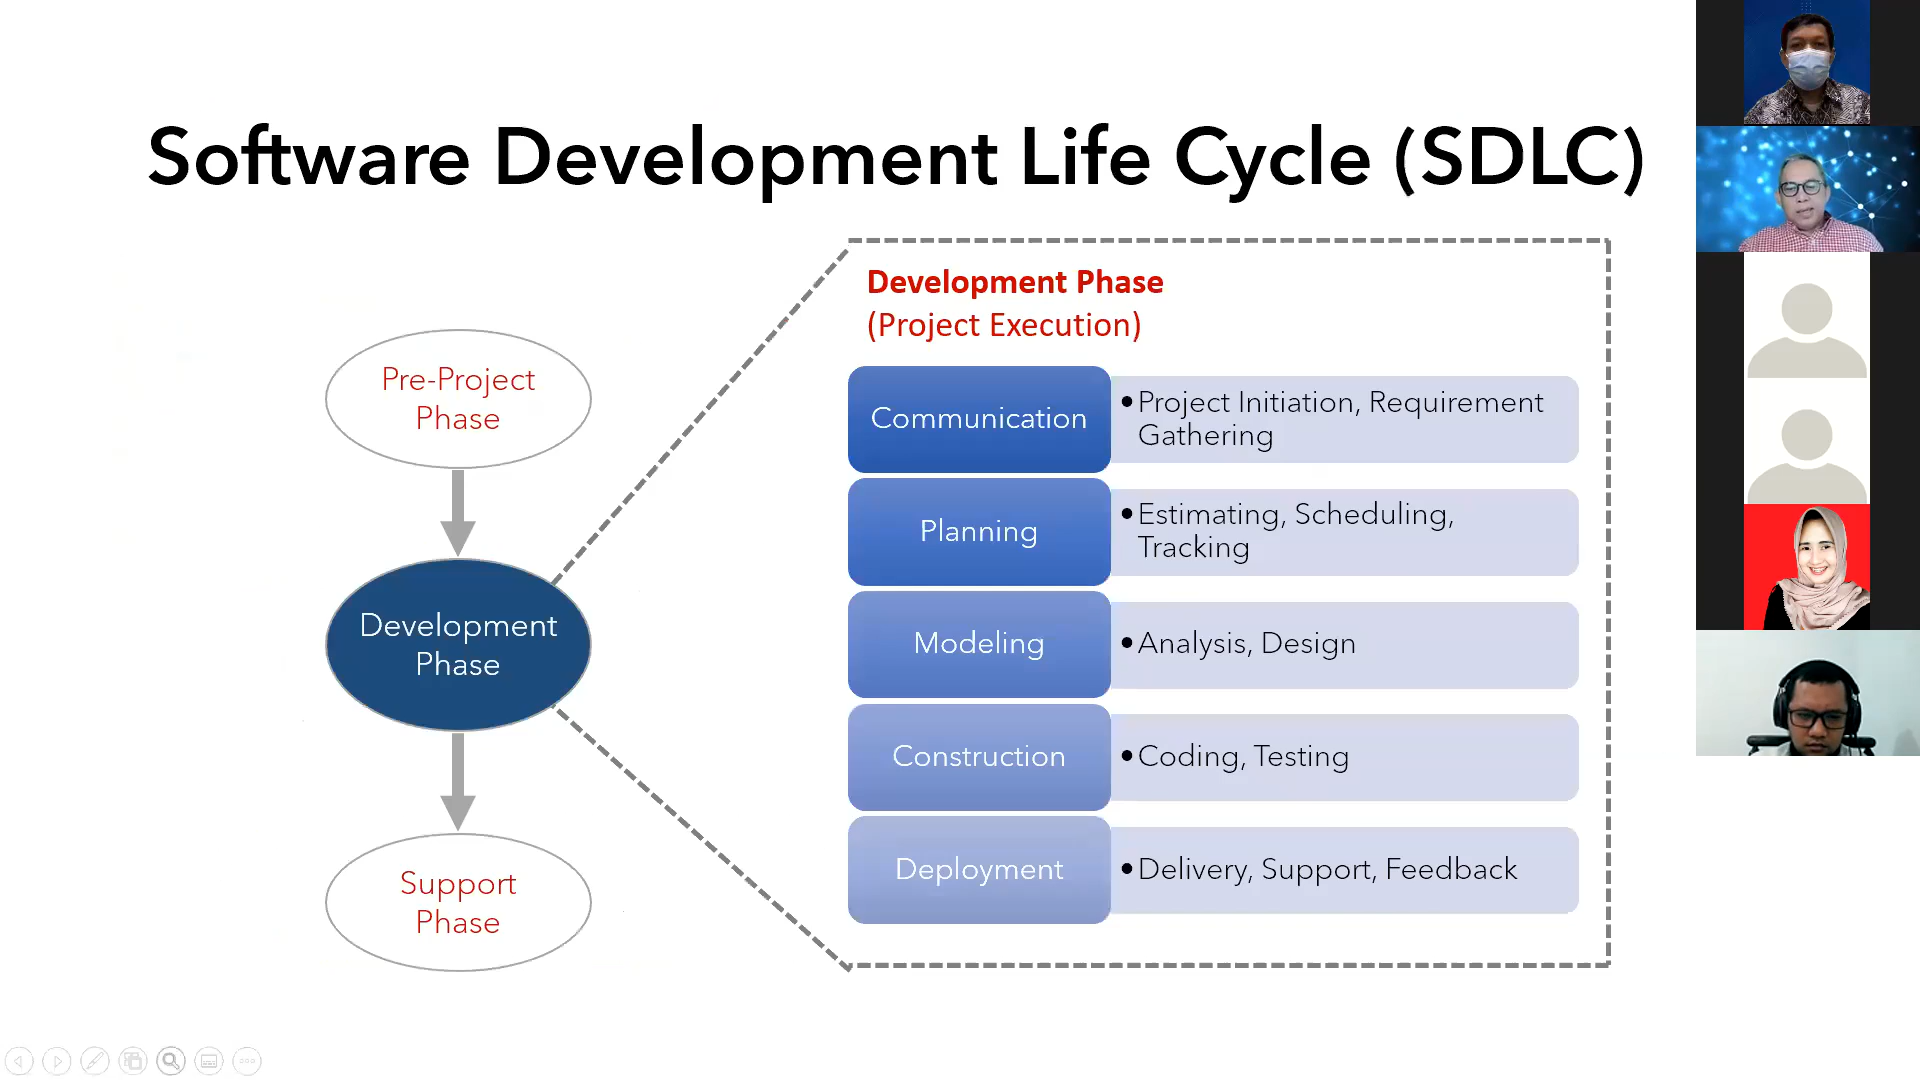 Software Development Life Cycle (SDLC)
Pre-Project
Phase
Development
Phase
Support
Phase
Development Phase
(Project Execution)
Communication
•Project Initiation, Requirement
Gathering
Planning
•Estimating, Scheduling,
Tracking
Modeling
•Analysis, Design
Construction
•Coding, Testing
Deployment
•Delivery, Support, Feedback